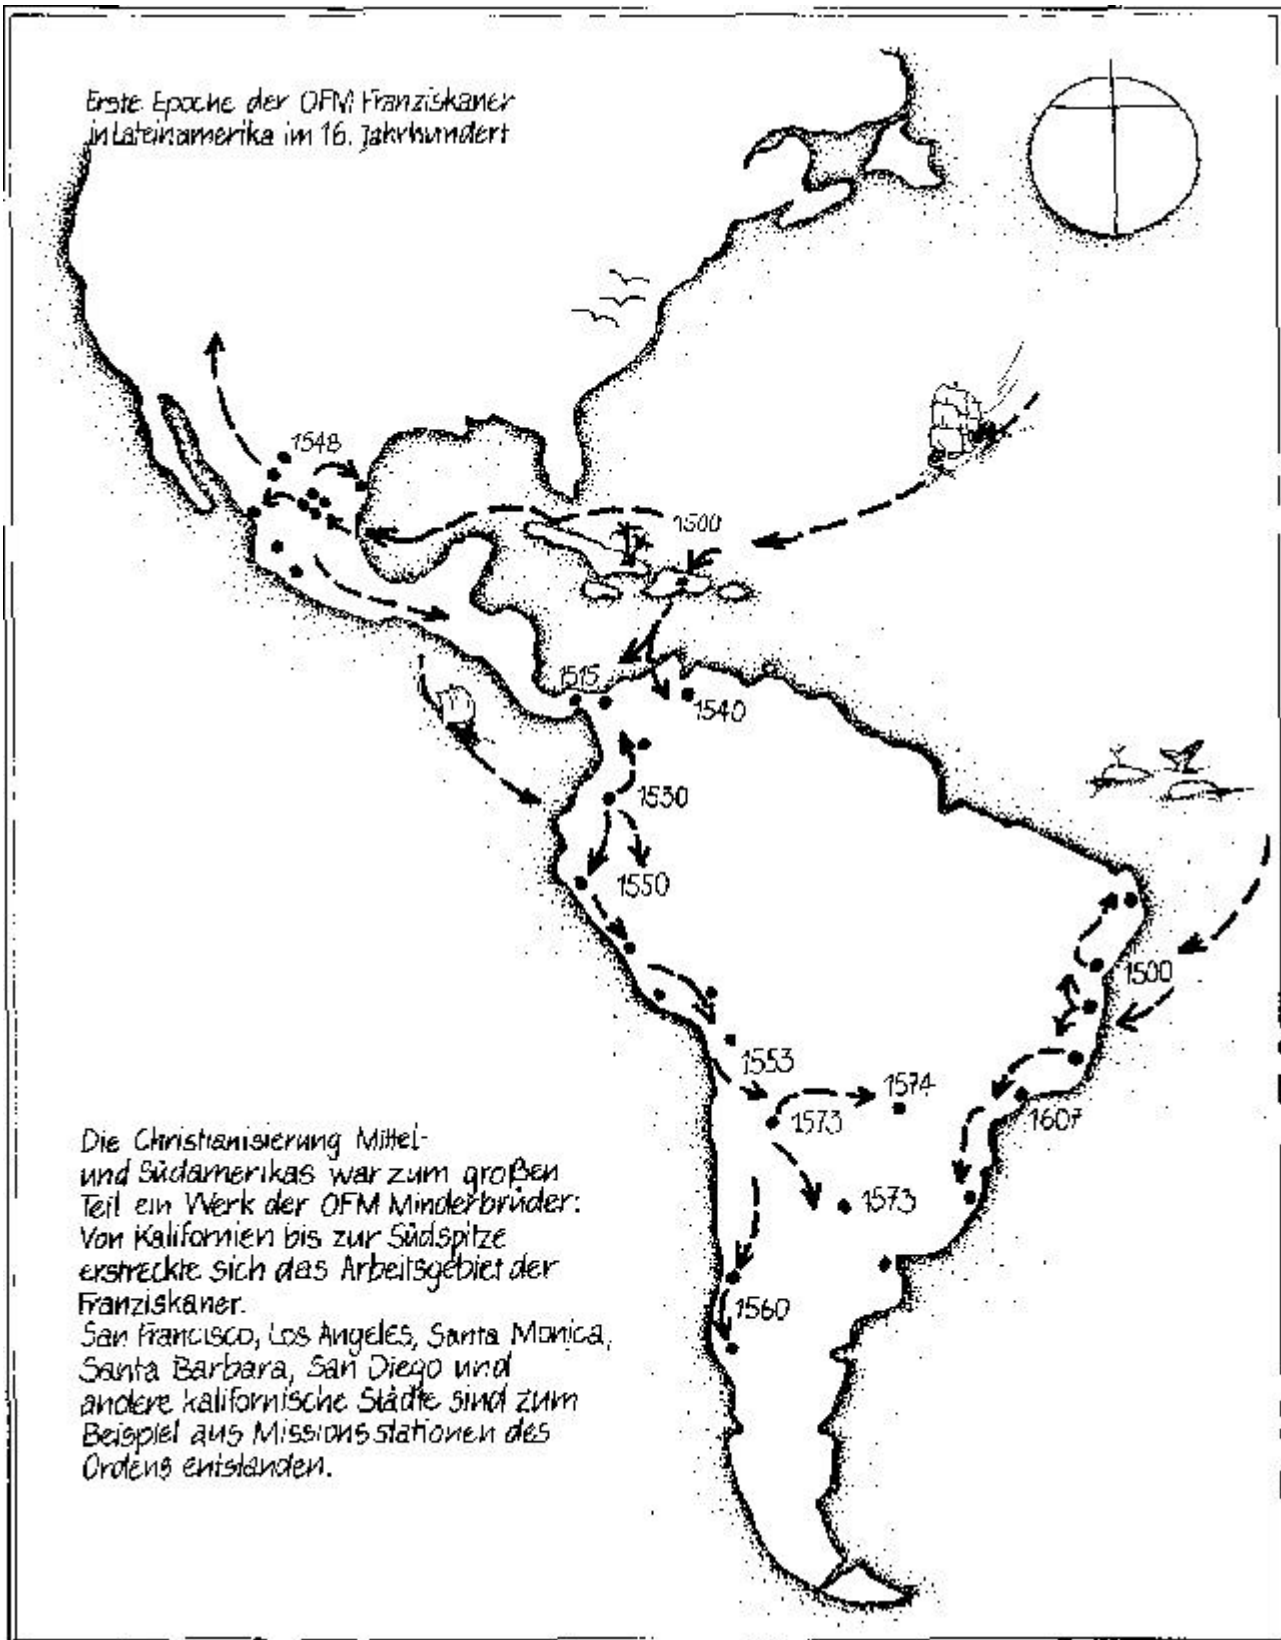 Erste Epoche der OFM Franziskaner
in Lateinamerika im 16. Jahrhundert
1548
1500
1515
1540
1530
1550
1500
1553
1574
1573
1607
1573
1560
Die Christianisierung Mittel-
und Südamerikas war zum großen
Teil ein Werk der OFM Minderbrüder:
Von Kalifornien bis zur Südspitze
erstreckte sich das Arbeitsgebiet der
Franziskaner.
San Francisco, Los Angeles, Santa Monica,
Santa Barbara, San Diego und
andere kalifornische Städte sind zum
Beispiel aus Missionsstationen des
Ordens entstanden.